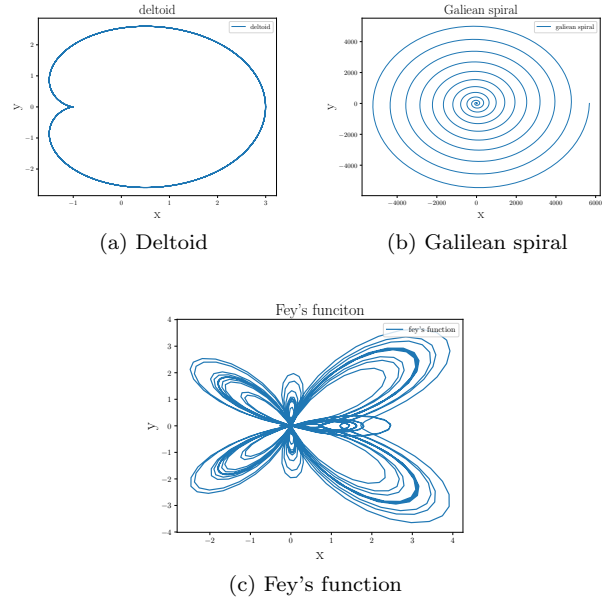 deltoid
deltoid
2
1
0
−1
−2
y
−1
0
1
2
3
x
(a) Deltoid
Galiean spiral
galiean spiral
4000
2000
0
−2000
−4000
y
−4000
−2000
0
2000
4000
6000
x
(b) Galilean spiral
Fey's funciton
fey's function
4
3
2
1
0
−1
−2
−3
−4
y
−2
−1
0
1
2
3
4
x
(c) Fey's function